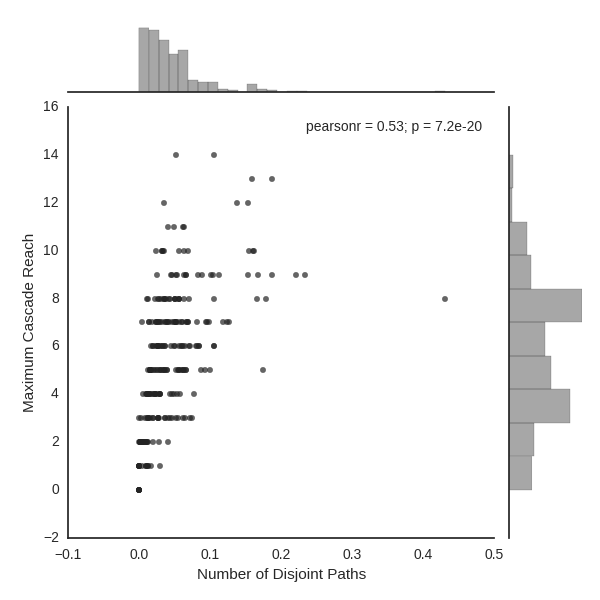 16
pearsonr = 0.53; p = 7.2e-20
14
12
10
8
6
4
2
0
−2
Maximum Cascade Reach
−0.1 0.0 0.1 0.2 0.3 0.4 0.5
Number of Disjoint Paths